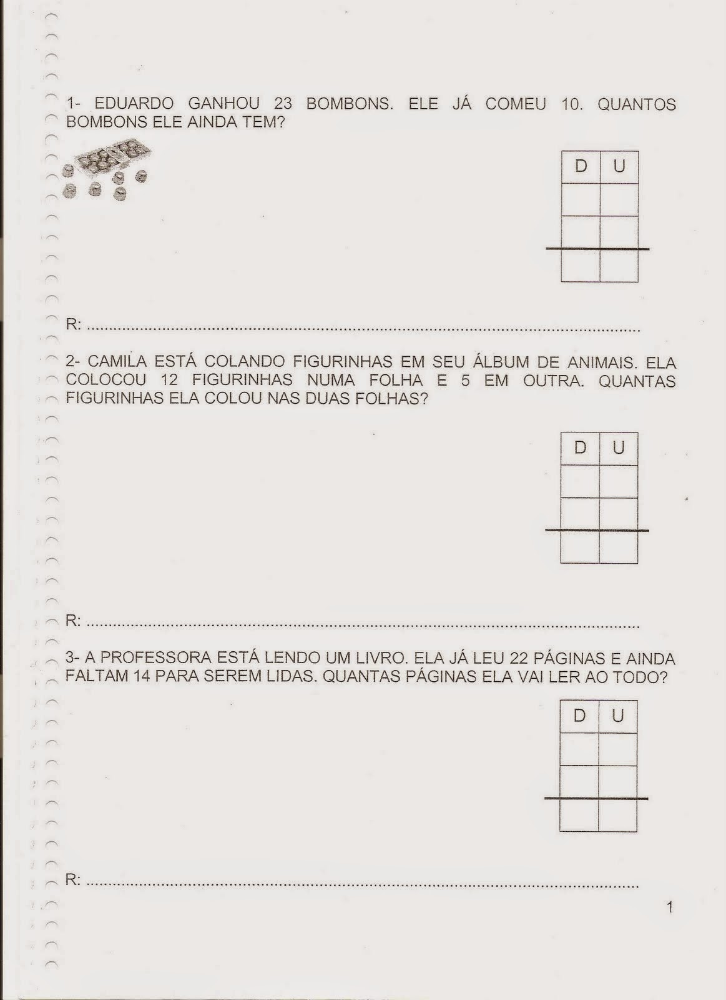 1- EDUARDO GANHOU 23 BOMBONS. ELE JÁ COMEU 10. QUANTOS
BOMBONS ELE AINDA TEM?
D U
R: ........................................................................
2- CAMILA ESTÁ COLANDO FIGURINHAS EM SEU ÁLBUM DE ANIMAIS. ELA
COLOCOU 12 FIGURINHAS NUMA FOLHA E 5 EM OUTRA. QUANTAS
FIGURINHAS ELA COLOU NAS DUAS FOLHAS?
D U
R: ........................................................................
3- A PROFESSORA ESTÁ LENDO UM LIVRO. ELA JÁ LEU 22 PÁGINAS E AINDA
FALTAM 14 PARA SEREM LIDAS. QUANTAS PÁGINAS ELA VAI LER AO TODO?
D U
R: ........................................................................
1